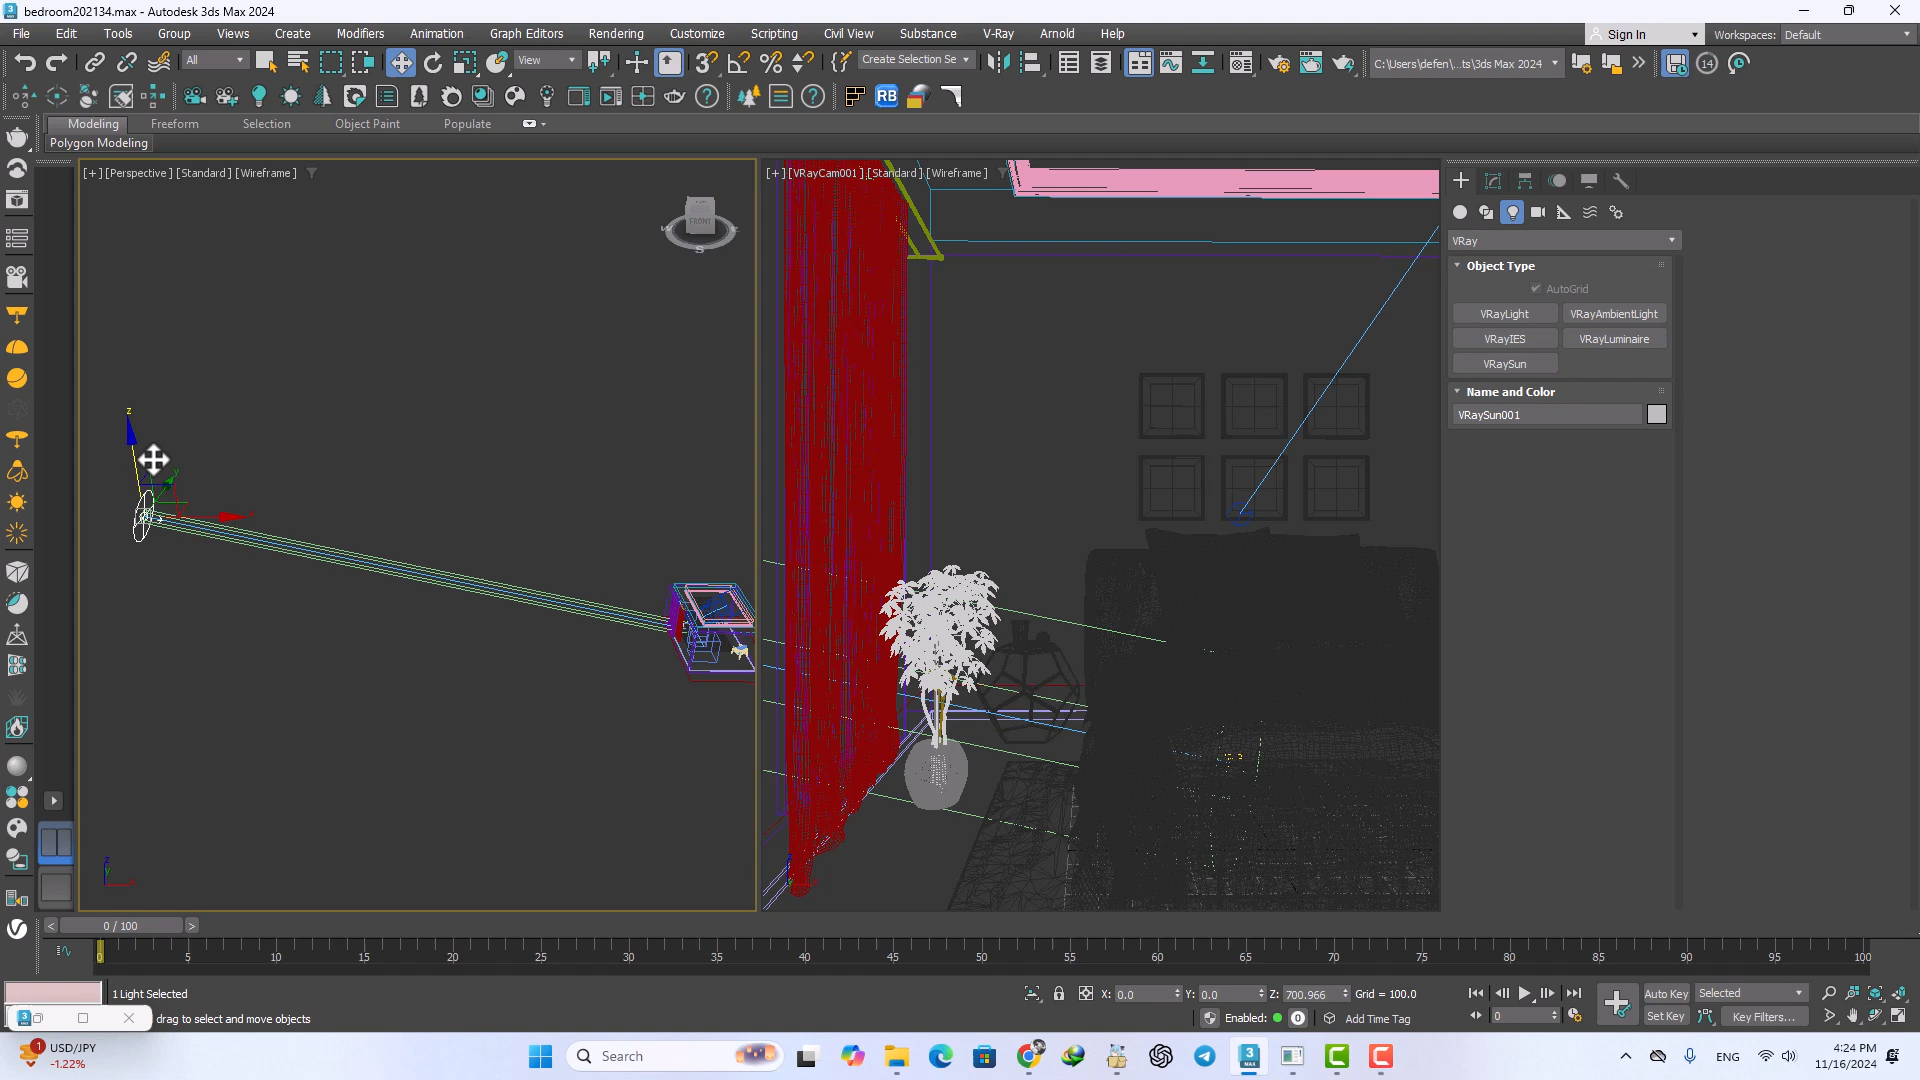 bedroom202134.max - Autodesk 3ds Max 2024
File Edit Tools Group Views Create Modifiers Animation Graph Editors Rendering Customize Scripting Civil View Substance V-Ray Arnold Help
Sign In
Workspaces: Default
All
View
Create Selection Se
C:\Users\defen\...ts\3ds Max 2024
14
RB
Modeling Freeform Selection Object Paint Populate
Polygon Modeling
[+] [Perspective] [Standard] [Wireframe]
[+] [VRayCam001] [Standard] [Wireframe]
FRONT
S
z
y
VRay
Object Type
AutoGrid
VRayLight VRayAmbientLight
VRayIES VRayLuminaire
VRaySun
Name and Color
VRaySun001
< 0 / 100 >
0 5 10 15 20 25 30 35 40 45 50 55 60 65 70 75 80 85 90 95 100
1 Light Selected
X: 0.0 Y: 0.0 Z: 700.966 Grid = 100.0
Auto Key Selected
drag to select and move objects
Enabled: 0 Add Time Tag
0
Set Key Key Filters...
1 USD/JPY
-1.22%
Search
ENG
4:24 PM
11/16/2024